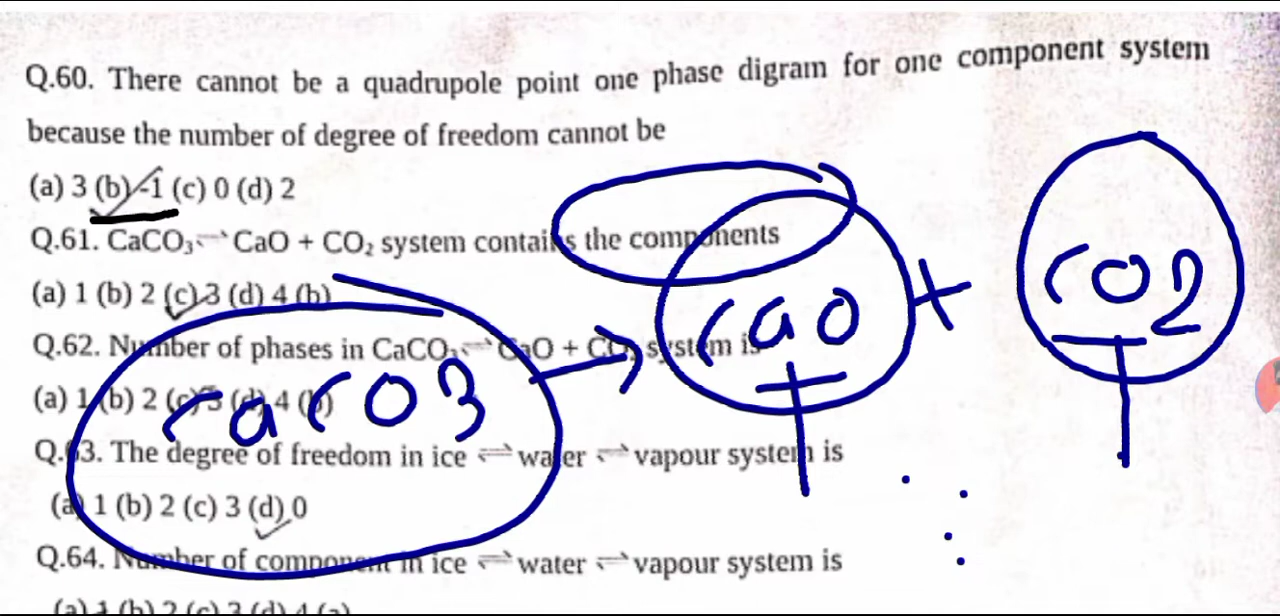 Q.60. There cannot be a quadrupole point one phase digram for one component system
because the number of degree of freedom cannot be
(a) 3 (b) -1 (c) 0 (d) 2
Q.61. CaCO₃ ⇌ CaO + CO₂ system contains the components
(a) 1 (b) 2 (c) 3 (d) 4 (b)
CaO + CO2
Q.62. Number of phases in CaCO₃ ⇌ CaO + CO₂ system is
(a) 1 (b) 2 (c) 3 (d) 4 (b)
CaCO3
Q.63. The degree of freedom in ice ⇌ water ⇌ vapour system is
(a) 1 (b) 2 (c) 3 (d) 0
Q.64. Number of component in ice ⇌ water ⇌ vapour system is
(a) 1 (b) 2 (c) 3 (d) 4 (a)